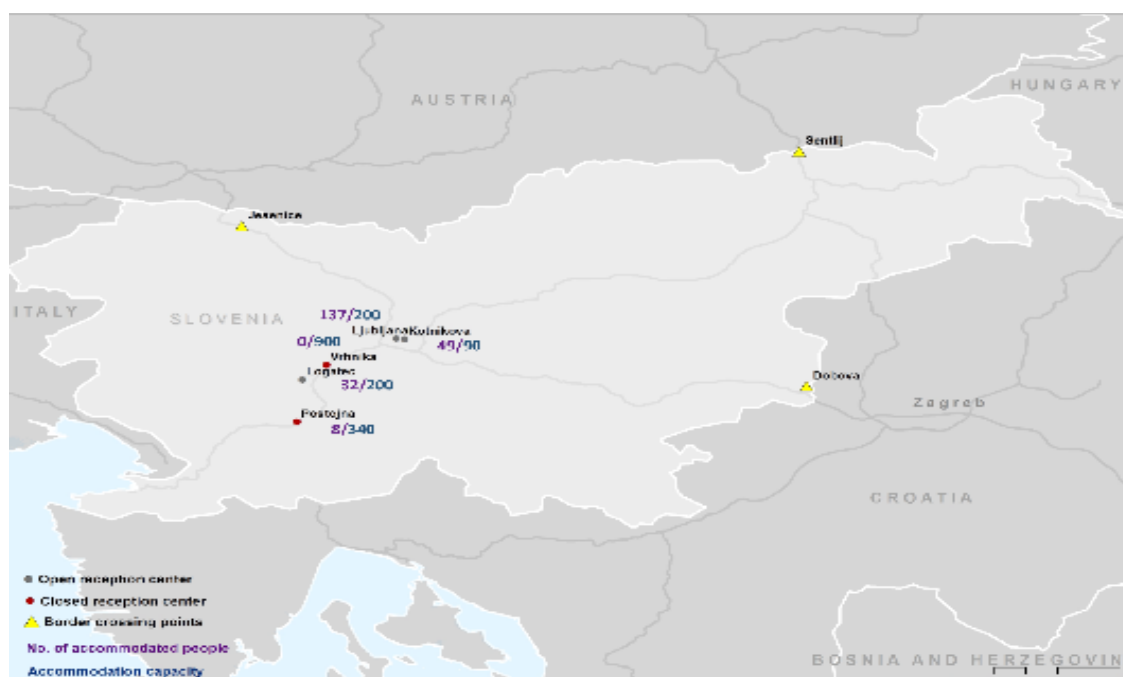 HUNGARY
AUSTRIA
Sentilj
Jesenice
ITALY
SLOVENIA
137/200
Ljubljana Kotnikova
0/900
49/90
Vrhnika
Logatec
32/200
Dobova
Postojna
8/340
Zagreb
CROATIA
Open reception center
Closed reception center
Border crossing points
No. of accommodated people
Accommodation capacity
BOSNIA AND HERZEGOVIN